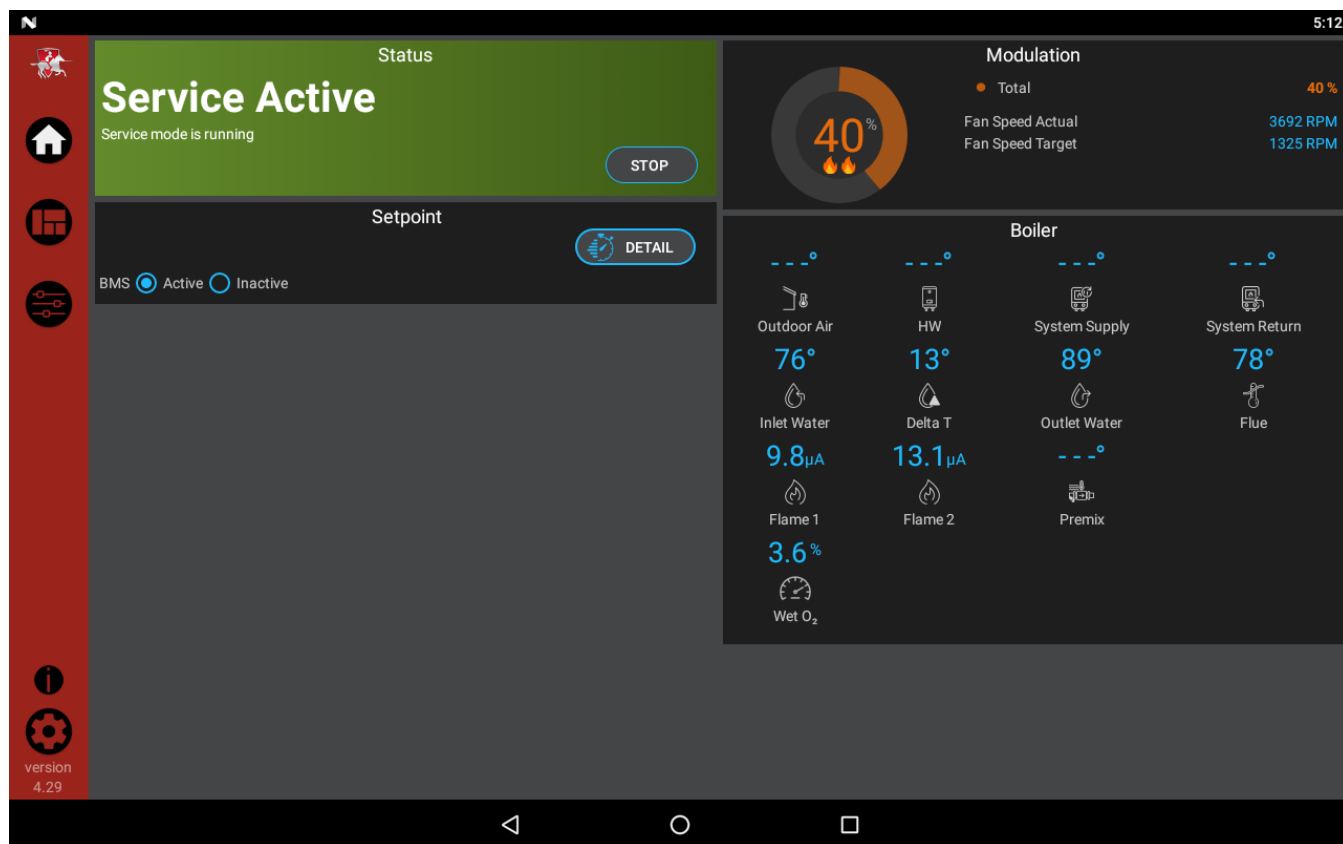 5:12
Status
Service Active
Service mode is running
STOP
Setpoint
DETAIL
BMS Active Inactive
version
4.29
Modulation
40%
Total 40 %
Fan Speed Actual 3692 RPM
Fan Speed Target 1325 RPM
Boiler
- - -° - - -° - - -° - - -°
Outdoor Air HW System Supply System Return
76° 13° 89° 78°
Inlet Water Delta T Outlet Water Flue
9.8µA 13.1µA - - -°
Flame 1 Flame 2 Premix
3.6 %
Wet O₂